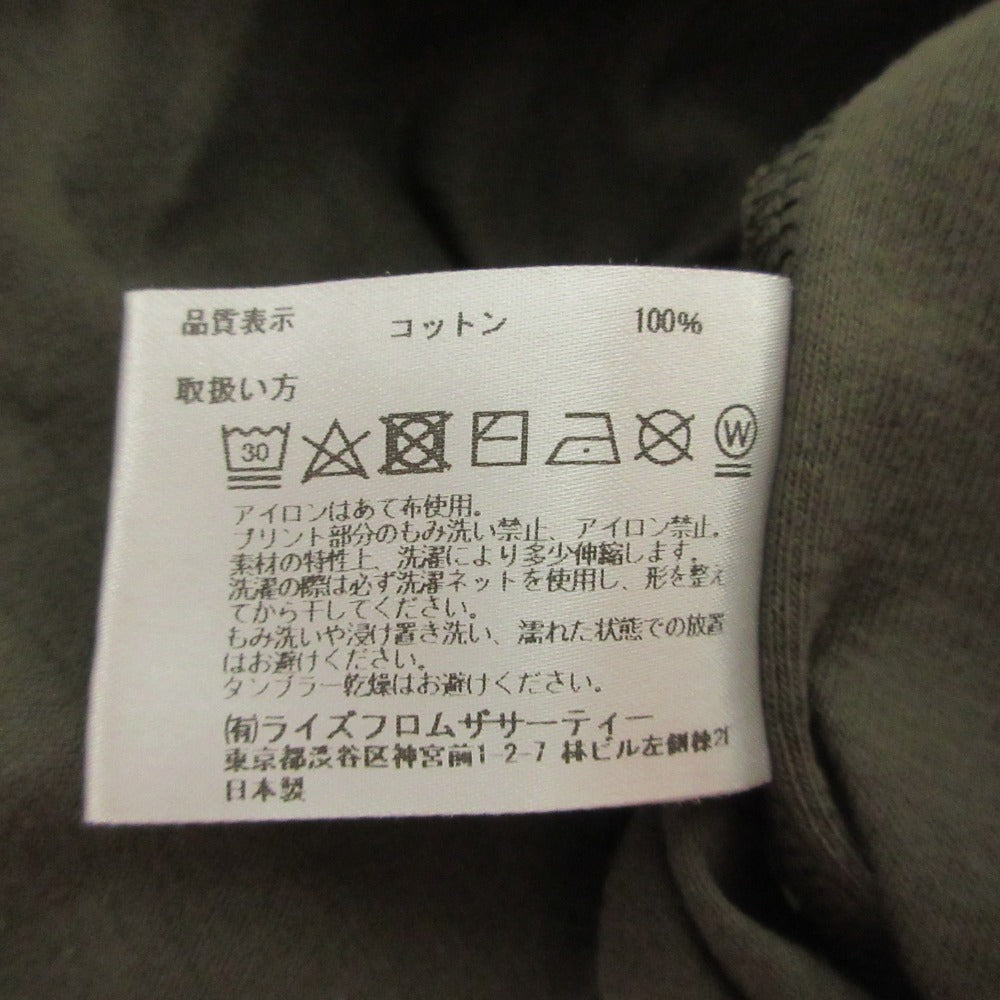 品質表示 コットン 100%
取扱い方
30 W
アイロンはあて布使用。
プリント部分のもみ洗い禁止、アイロン禁止。
素材の特性上、洗濯により多少伸縮します。
洗濯の際は必ず洗濯ネットを使用し、形を整え
てから干してください。
もみ洗いや浸け置き洗い、濡れた状態での放置
はお避けください。
タンブラー乾燥はお避けください。
㈲ライズフロムザサーティー
東京都渋谷区神宮前1-2-7 林ビル左側棟2F
日本製